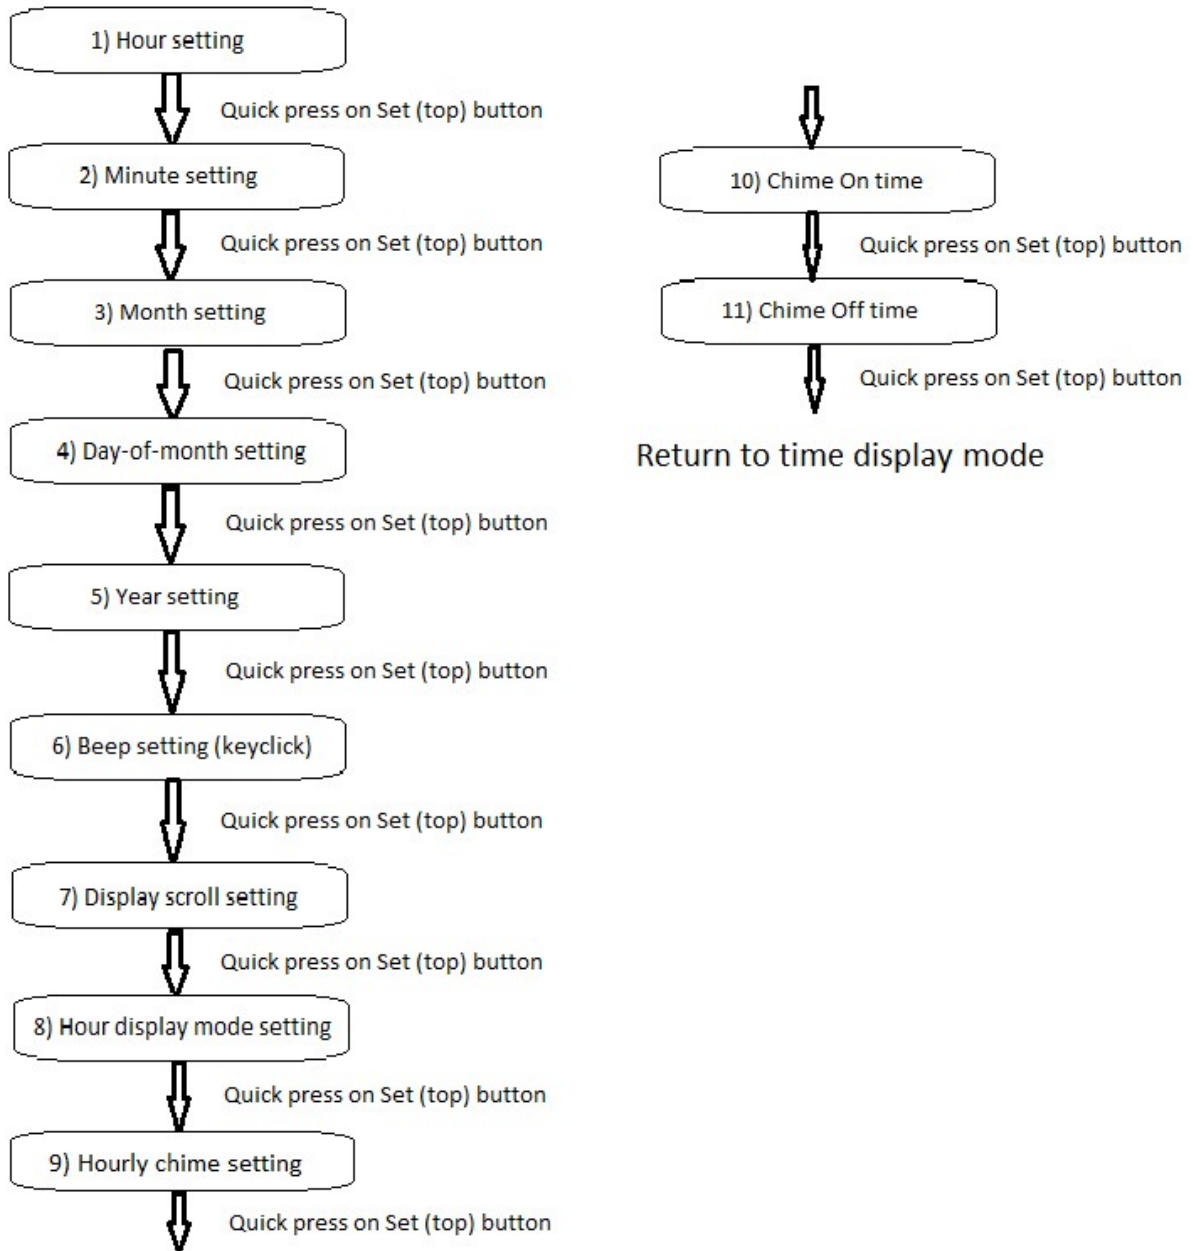 1) Hour setting
Quick press on Set (top) button
2) Minute setting
Quick press on Set (top) button
3) Month setting
Quick press on Set (top) button
4) Day-of-month setting
Quick press on Set (top) button
5) Year setting
Quick press on Set (top) button
6) Beep setting (keyclick)
Quick press on Set (top) button
7) Display scroll setting
Quick press on Set (top) button
8) Hour display mode setting
Quick press on Set (top) button
9) Hourly chime setting
Quick press on Set (top) button
10) Chime On time
Quick press on Set (top) button
11) Chime Off time
Quick press on Set (top) button
Return to time display mode